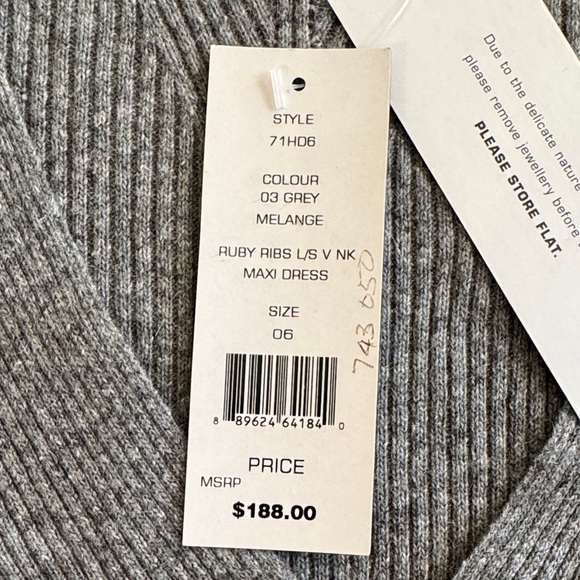 STYLE
71HD6
COLOUR
03 GREY
MELANGE
RUBY RIBS L/S V NK
MAXI DRESS
SIZE
06
743 050
8 89624 64184 0
PRICE
MSRP
$188.00
Due to the delicate nature
please remove jewellery before
PLEASE STORE FLAT.